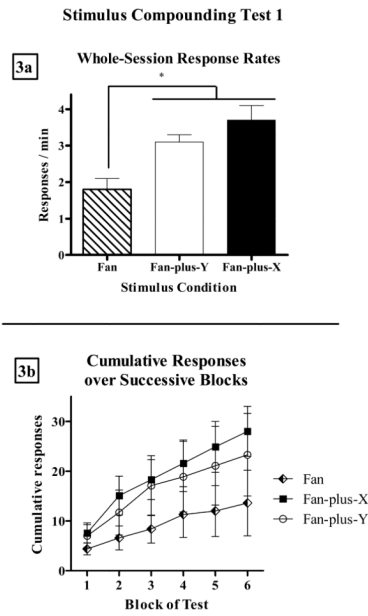 Stimulus Compounding Test 1
3a
Whole-Session Response Rates
*
Responses / min
4
3
2
1
0
Fan Fan-plus-Y Fan-plus-X
Stimulus Condition
3b
Cumulative Responses
over Successive Blocks
Cumulative responses
30
20
10
0
1 2 3 4 5 6
Block of Test
Fan
Fan-plus-X
Fan-plus-Y